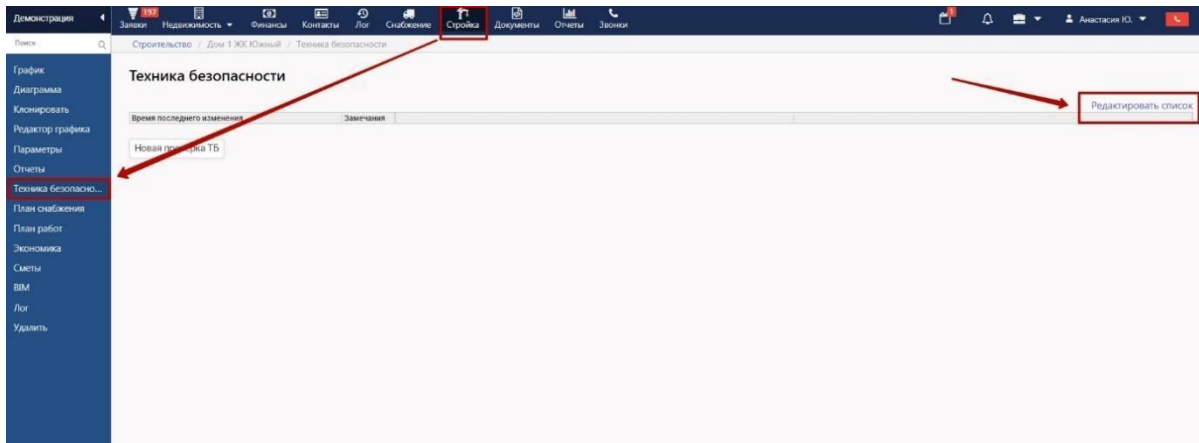 Демонстрация
197
Заявки Недвижимость Финансы Контакты Лог Снабжение Стройка Документы Отчеты Звонки
1
Анастасия Ю.
Поиск
Строительство / Дом 1 ЖК Южный / Техника безопасности
График
Диаграмма
Клонировать
Редактор графика
Параметры
Отчеты
Техника безопасно...
План снабжения
План работ
Экономика
Сметы
BIM
Лог
Удалить
Техника безопасности
Редактировать список
Время последнего изменения Замечания
Новая проверка ТБ